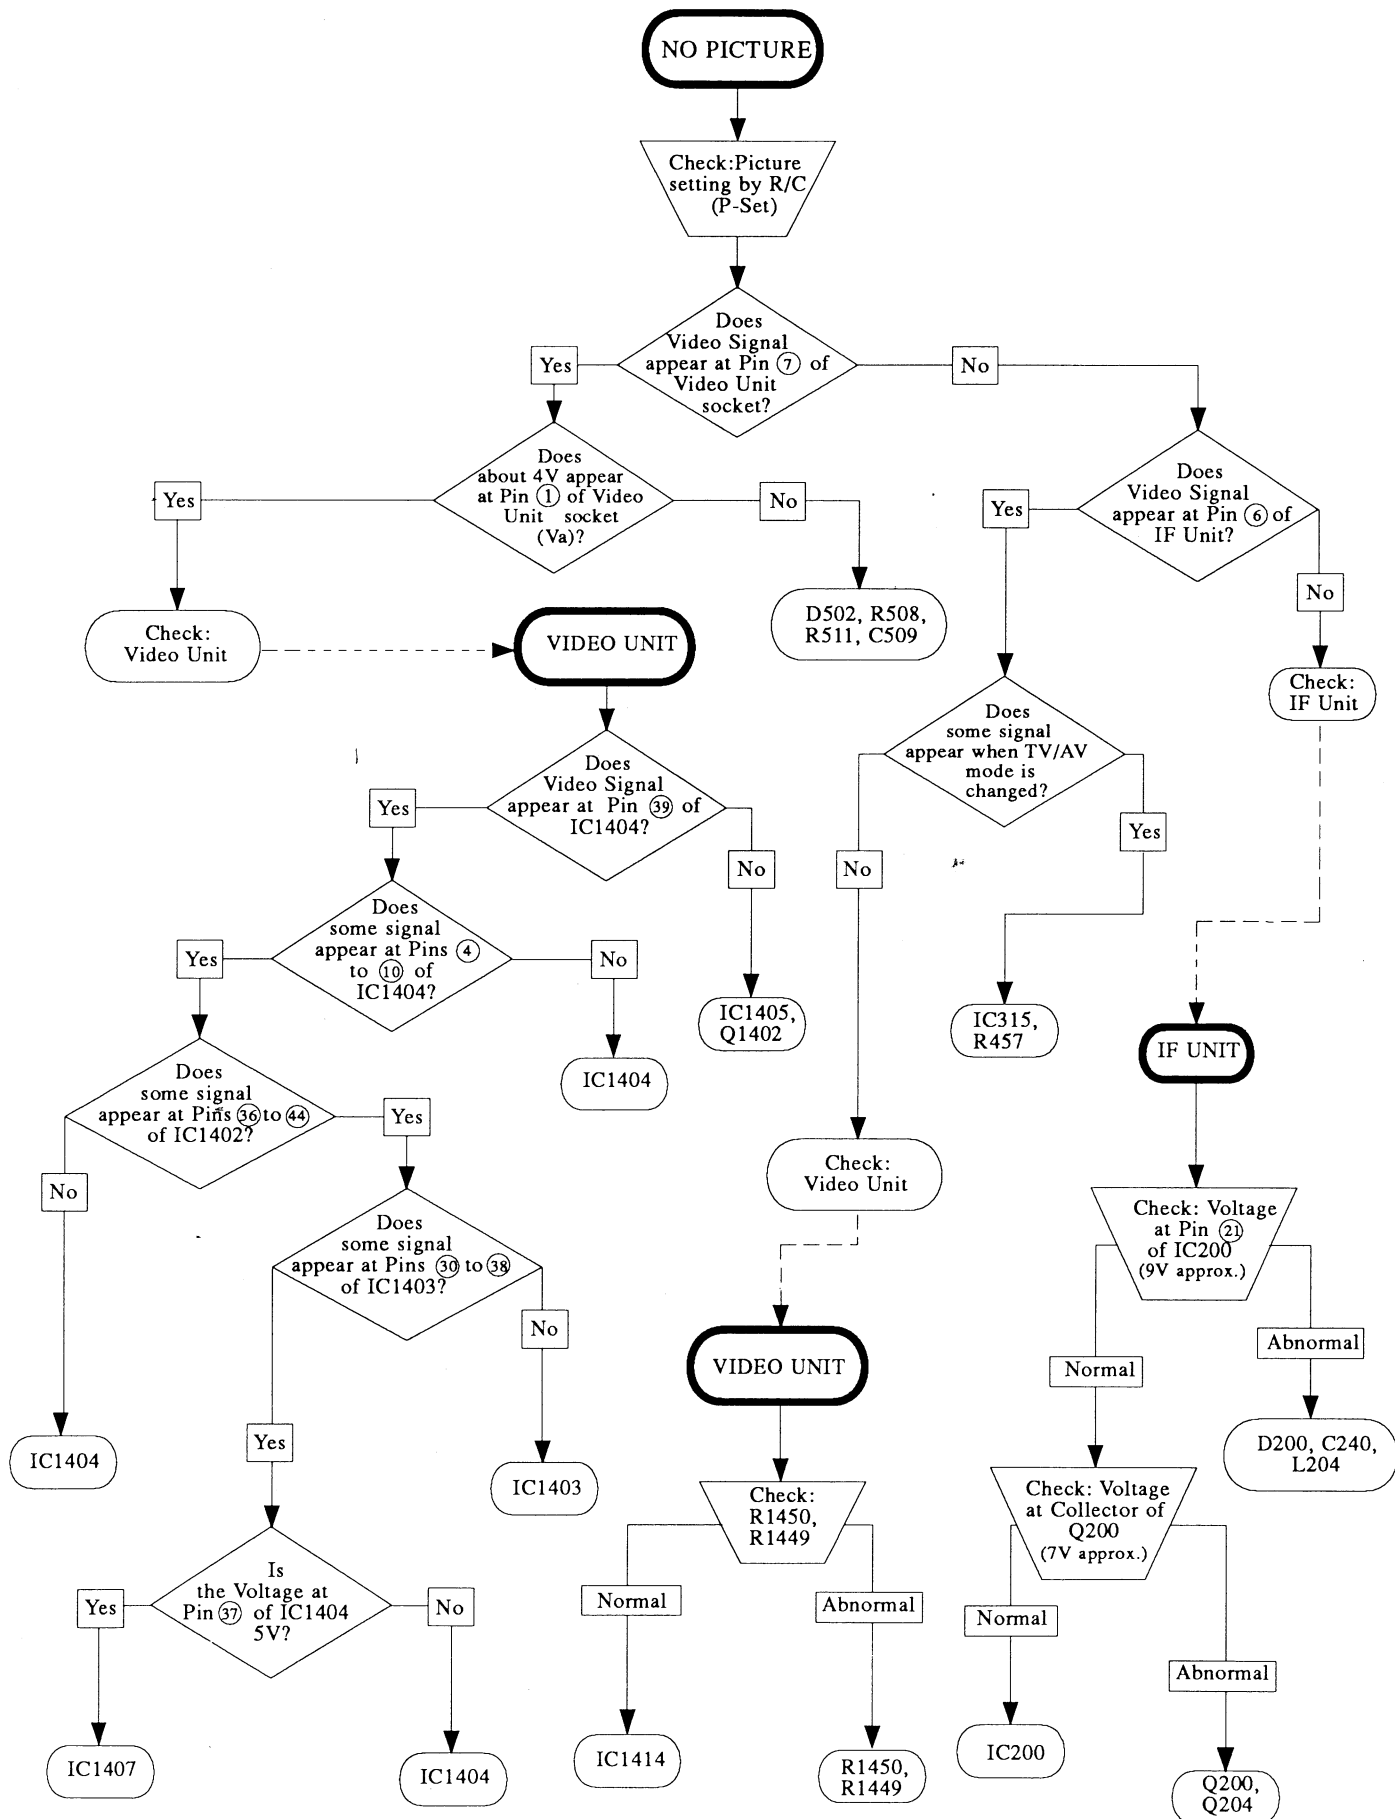 NO PICTURE
Check:Picture
setting by R/C
(P-Set)
Does
Video Signal
appear at Pin 7 of
Video Unit
socket?
Yes
No
Does
about 4V appear
at Pin 1 of Video
Unit socket
(Va)?
Yes
No
Does
Video Signal
appear at Pin 6 of
IF Unit?
Yes
No
Check:
Video Unit
VIDEO UNIT
D502, R508,
R511, C509
Check:
IF Unit
Does
Video Signal
appear at Pin 39 of
IC1404?
Yes
No
Does
some signal
appear when TV/AV
mode is
changed?
No
Yes
Does
some signal
appear at Pins 4
to 10 of
IC1404?
Yes
No
IC1405,
Q1402
IC315,
R457
IF UNIT
IC1404
Does
some signal
appear at Pins 36 to 44
of IC1402?
No
Yes
Check:
Video Unit
Does
some signal
appear at Pins 30 to 38
of IC1403?
Yes
No
Check: Voltage
at Pin 21
of IC200
(9V approx.)
Normal
Abnormal
VIDEO UNIT
IC1404
IC1403
D200, C240,
L204
Check:
R1450,
R1449
Normal
Abnormal
Check: Voltage
at Collector of
Q200
(7V approx.)
Normal
Abnormal
Is
the Voltage at
Pin 37 of IC1404
5V?
Yes
No
IC1407
IC1404
IC1414
R1450,
R1449
IC200
Q200,
Q204